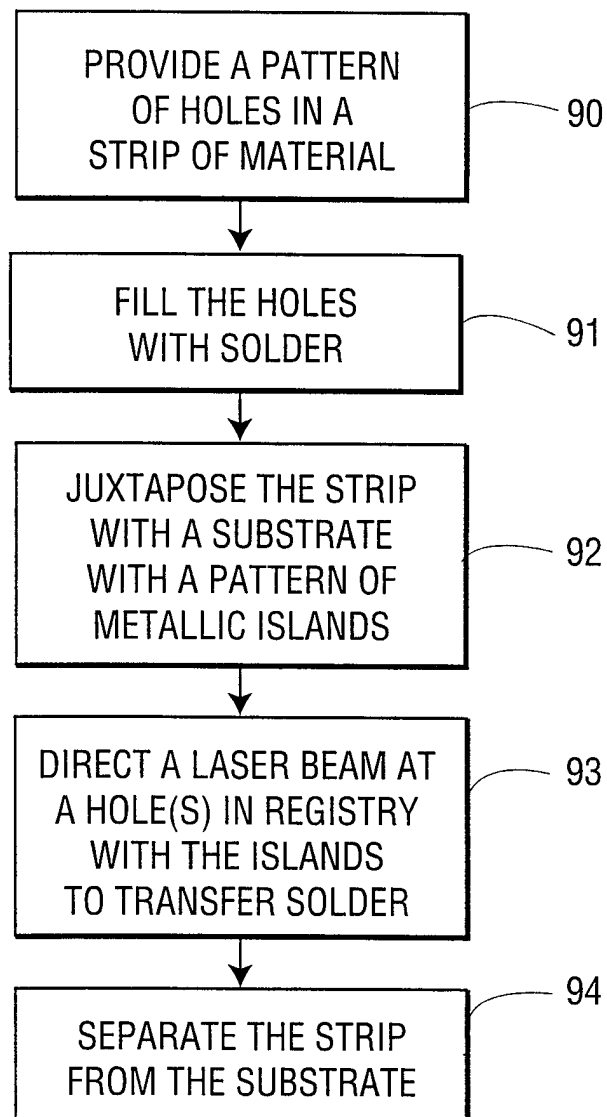 PROVIDE A PATTERN
OF HOLES IN A
STRIP OF MATERIAL
90
FILL THE HOLES
WITH SOLDER
91
JUXTAPOSE THE STRIP
WITH A SUBSTRATE
WITH A PATTERN OF
METALLIC ISLANDS
92
DIRECT A LASER BEAM AT
A HOLE(S) IN REGISTRY
WITH THE ISLANDS
TO TRANSFER SOLDER
93
SEPARATE THE STRIP
FROM THE SUBSTRATE
94